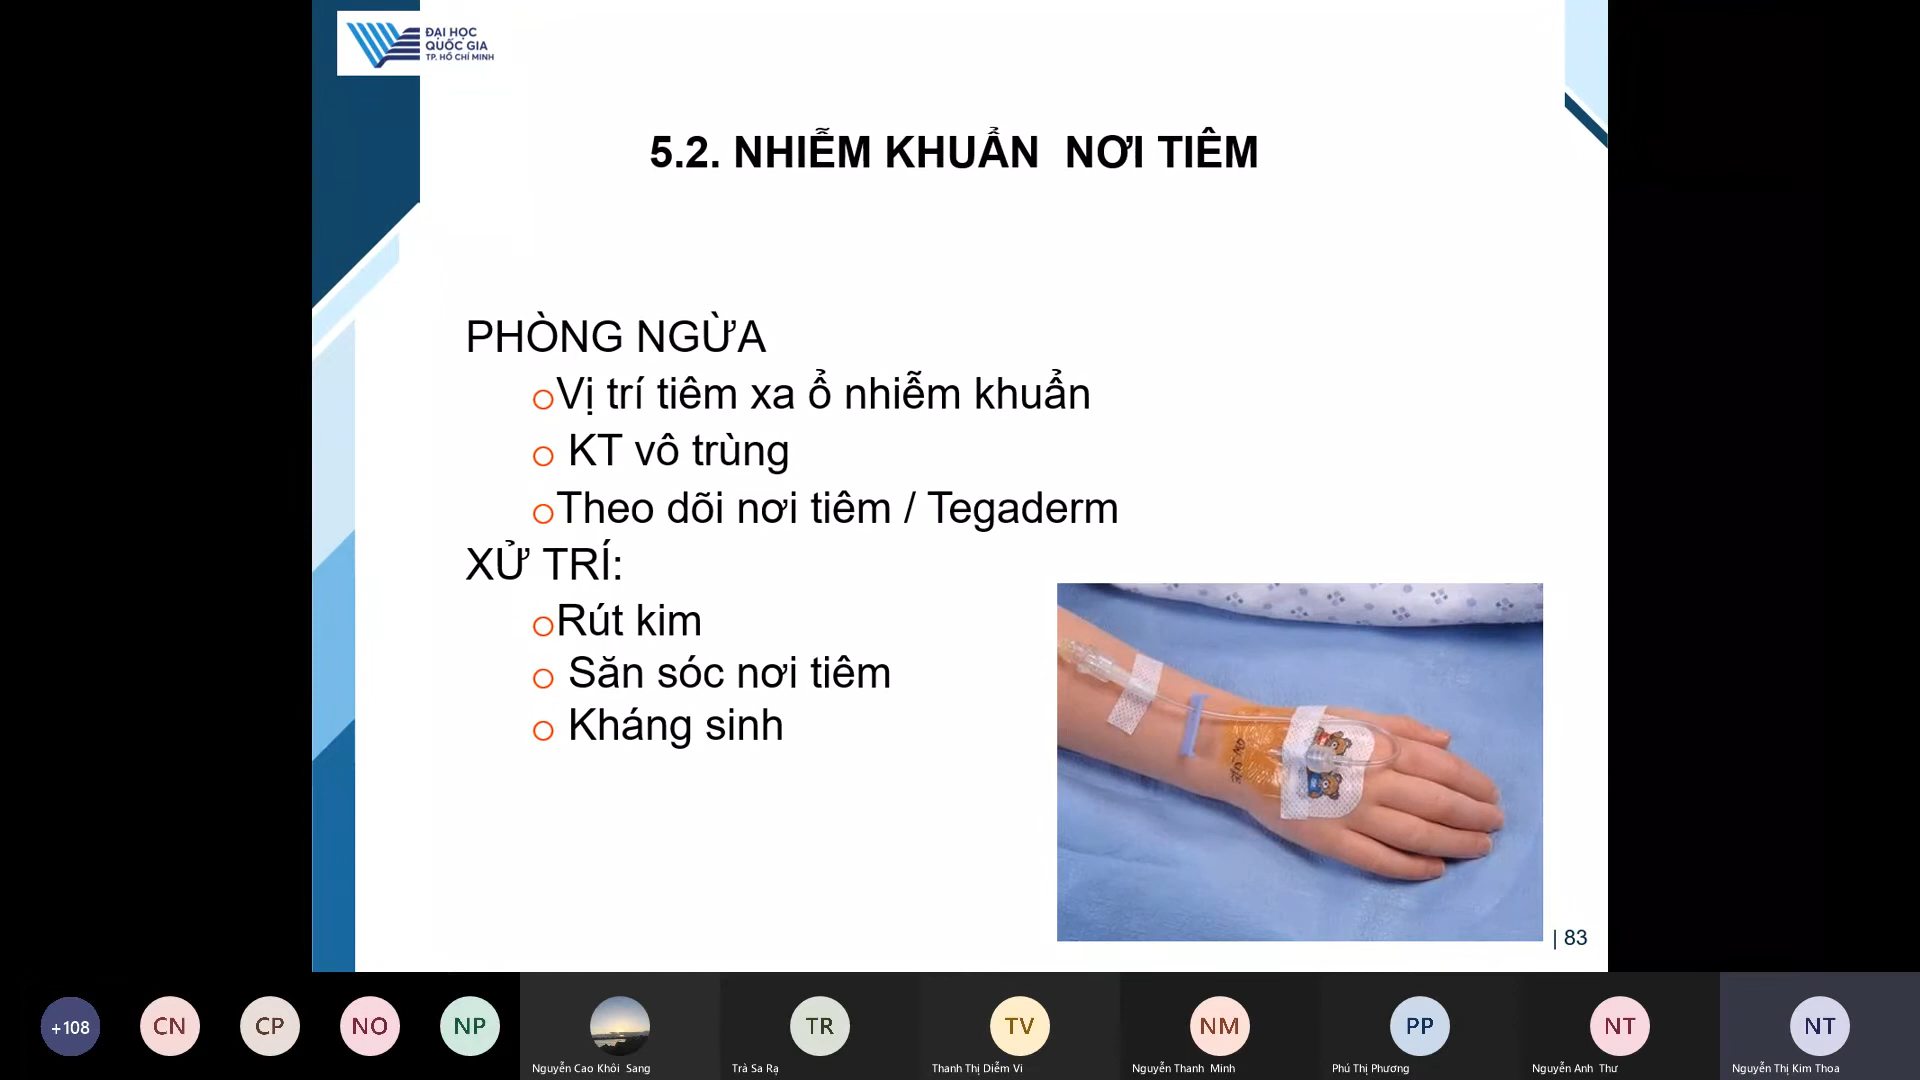 ĐẠI HỌC
QUỐC GIA
TP. HỒ CHÍ MINH
5.2. NHIỄM KHUẨN  NƠI TIÊM
PHÒNG NGỪA
oVị trí tiêm xa ổ nhiễm khuẩn
o KT vô trùng
oTheo dõi nơi tiêm / Tegaderm
XỬ TRÍ:
oRút kim
o Săn sóc nơi tiêm
o Kháng sinh
| 83
+108
CN
CP
NO
NP
TR
TV
NM
PP
NT
NT
Nguyễn Cao Khôi  Sang
Trà Sa Rạ
Thanh Thị Diễm Vi
Nguyễn Thanh  Minh
Phú Thị Phương
Nguyễn Anh  Thư
Nguyễn Thị Kim Thoa